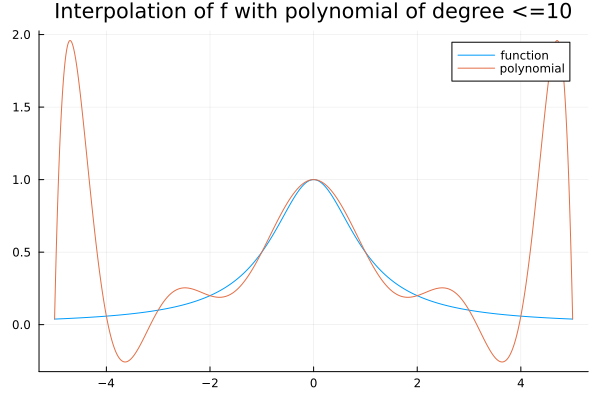 Interpolation of f with polynomial of degree <=10
function
polynomial
2.0
1.5
1.0
0.5
0.0
−4 −2 0 2 4